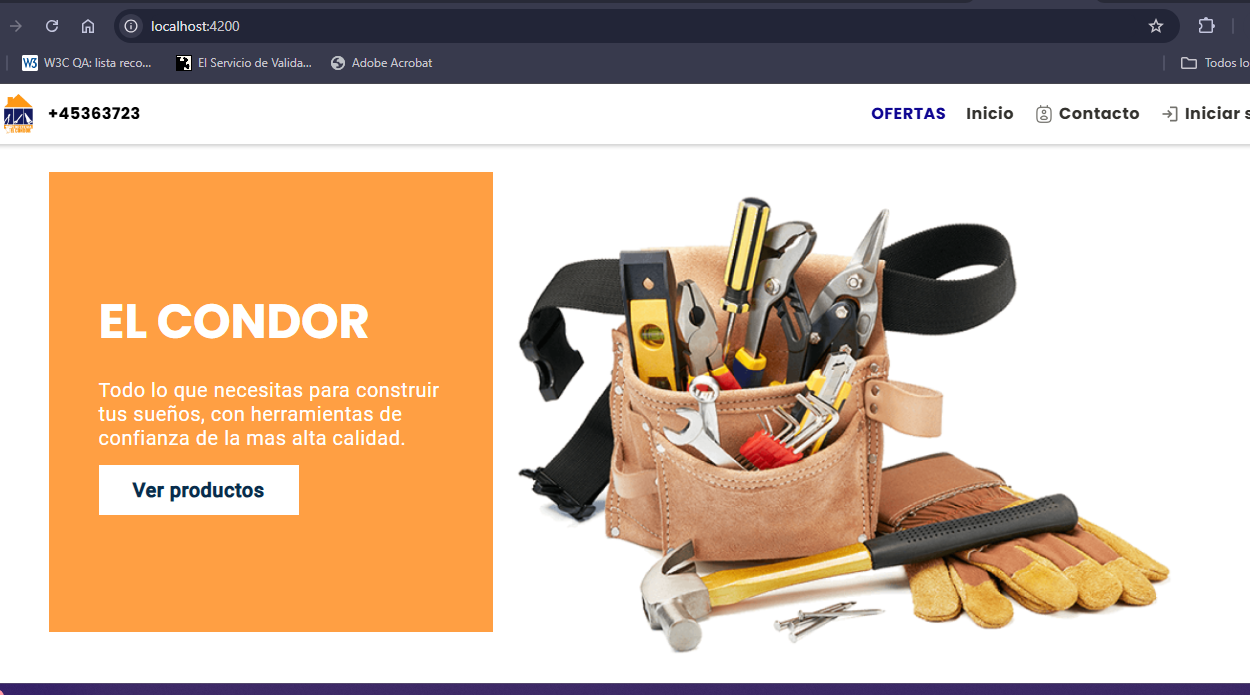 localhost:4200
W3C QA: lista reco... El Servicio de Valida... Adobe Acrobat Todos lo
+45363723 OFERTAS Inicio Contacto Iniciar s
EL CONDOR
Todo lo que necesitas para construir
tus sueños, con herramientas de
confianza de la mas alta calidad.
Ver productos